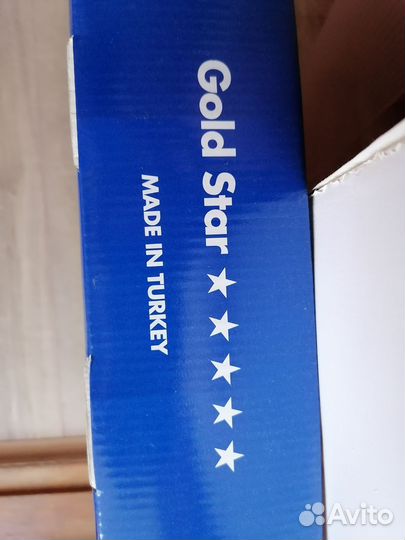 Gold Star ★★★★★
MADE IN TURKEY
Avito